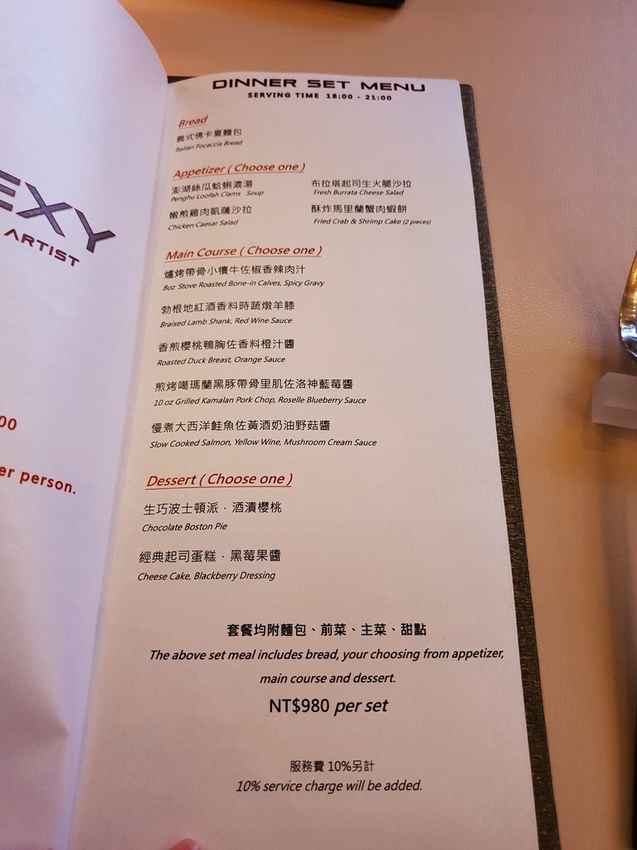 EXY
ARTIST
00
er person.
DINNER SET MENU
SERVING TIME 18:00 - 21:00
Bread
義式佛卡夏麵包
Italian Focaccia Bread
Appetizer ( Choose one )
澎湖絲瓜蛤蜊濃湯
Penghu Loofah Clams Soup
布拉塔起司生火腿沙拉
Fresh Burrata Cheese Salad
嫩煎雞肉凱薩沙拉
Chicken Caesar Salad
酥炸馬里蘭蟹肉蝦餅
Fried Crab & Shrimp Cake (2 pieces)
Main Course ( Choose one )
爐烤帶骨小犢牛佐椒香辣肉汁
8oz Stove Roasted Bone-in Calves, Spicy Gravy
勃根地紅酒香料時蔬燉羊膝
Braised Lamb Shank, Red Wine Sauce
香煎櫻桃鴨胸佐香料橙汁醬
Roasted Duck Breast, Orange Sauce
煎烤噶瑪蘭黑豚帶骨里肌佐洛神藍莓醬
10 oz Grilled Kamalan Pork Chop, Roselle Blueberry Sauce
慢煮大西洋鮭魚佐黃酒奶油野菇醬
Slow Cooked Salmon, Yellow Wine, Mushroom Cream Sauce
Dessert ( Choose one )
生巧波士頓派．酒漬櫻桃
Chocolate Boston Pie
經典起司蛋糕．黑莓果醬
Cheese Cake, Blackberry Dressing
套餐均附麵包、前菜、主菜、甜點
The above set meal includes bread, your choosing from appetizer,
main course and dessert.
NT$980 per set
服務費 10%另計
10% service charge will be added.